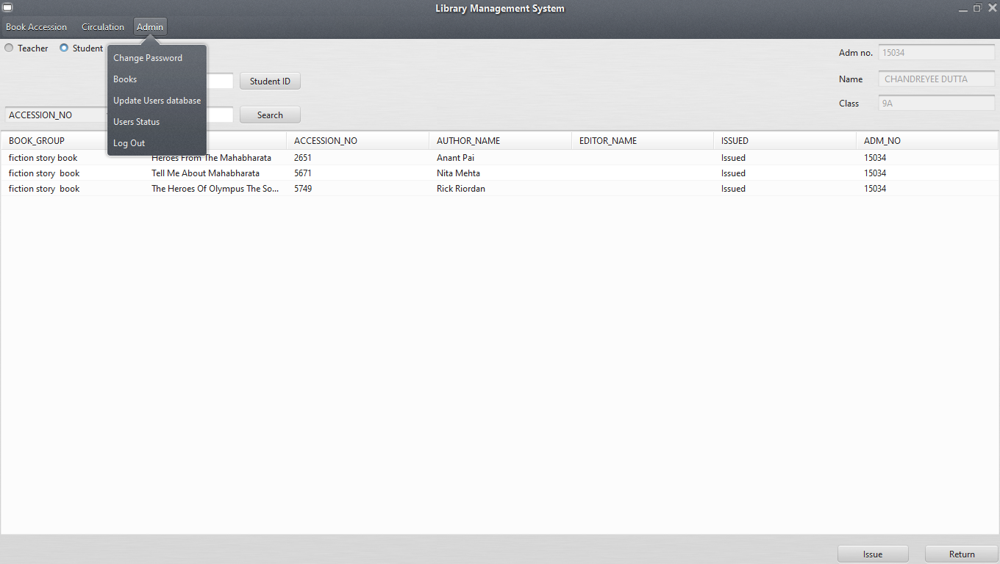 Library Management System
Book Accession Circulation Admin
Teacher Student
Change Password
Books
Update Users database
Users Status
Log Out
Student ID
ACCESSION_NO Search
Adm no. 15034
Name CHANDREYEE DUTTA
Class 9A
BOOK_GROUP ACCESSION_NO AUTHOR_NAME EDITOR_NAME ISSUED ADM_NO
fiction story book Heroes From The Mahabharata 2651 Anant Pai Issued 15034
fiction story book Tell Me About Mahabharata 5671 Nita Mehta Issued 15034
fiction story book The Heroes Of Olympus The So... 5749 Rick Riordan Issued 15034
Issue Return